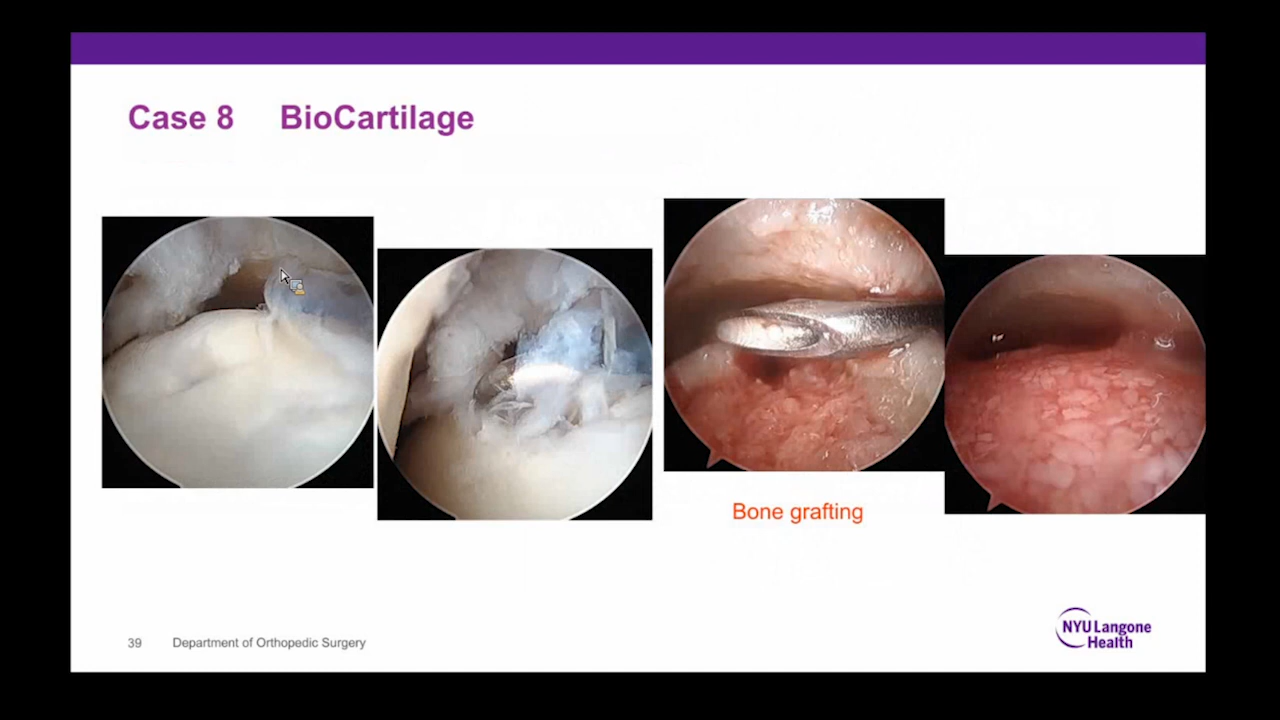 Case 8 BioCartilage
Bone grafting
39 Department of Orthopedic Surgery
NYU Langone
Health